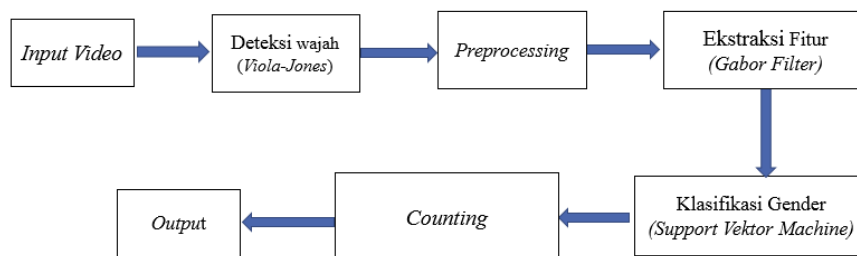 Input Video
Deteksi wajah
(Viola-Jones)
Preprocessing
Ekstraksi Fitur
(Gabor Filter)
Klasifikasi Gender
(Support Vektor Machine)
Counting
Output